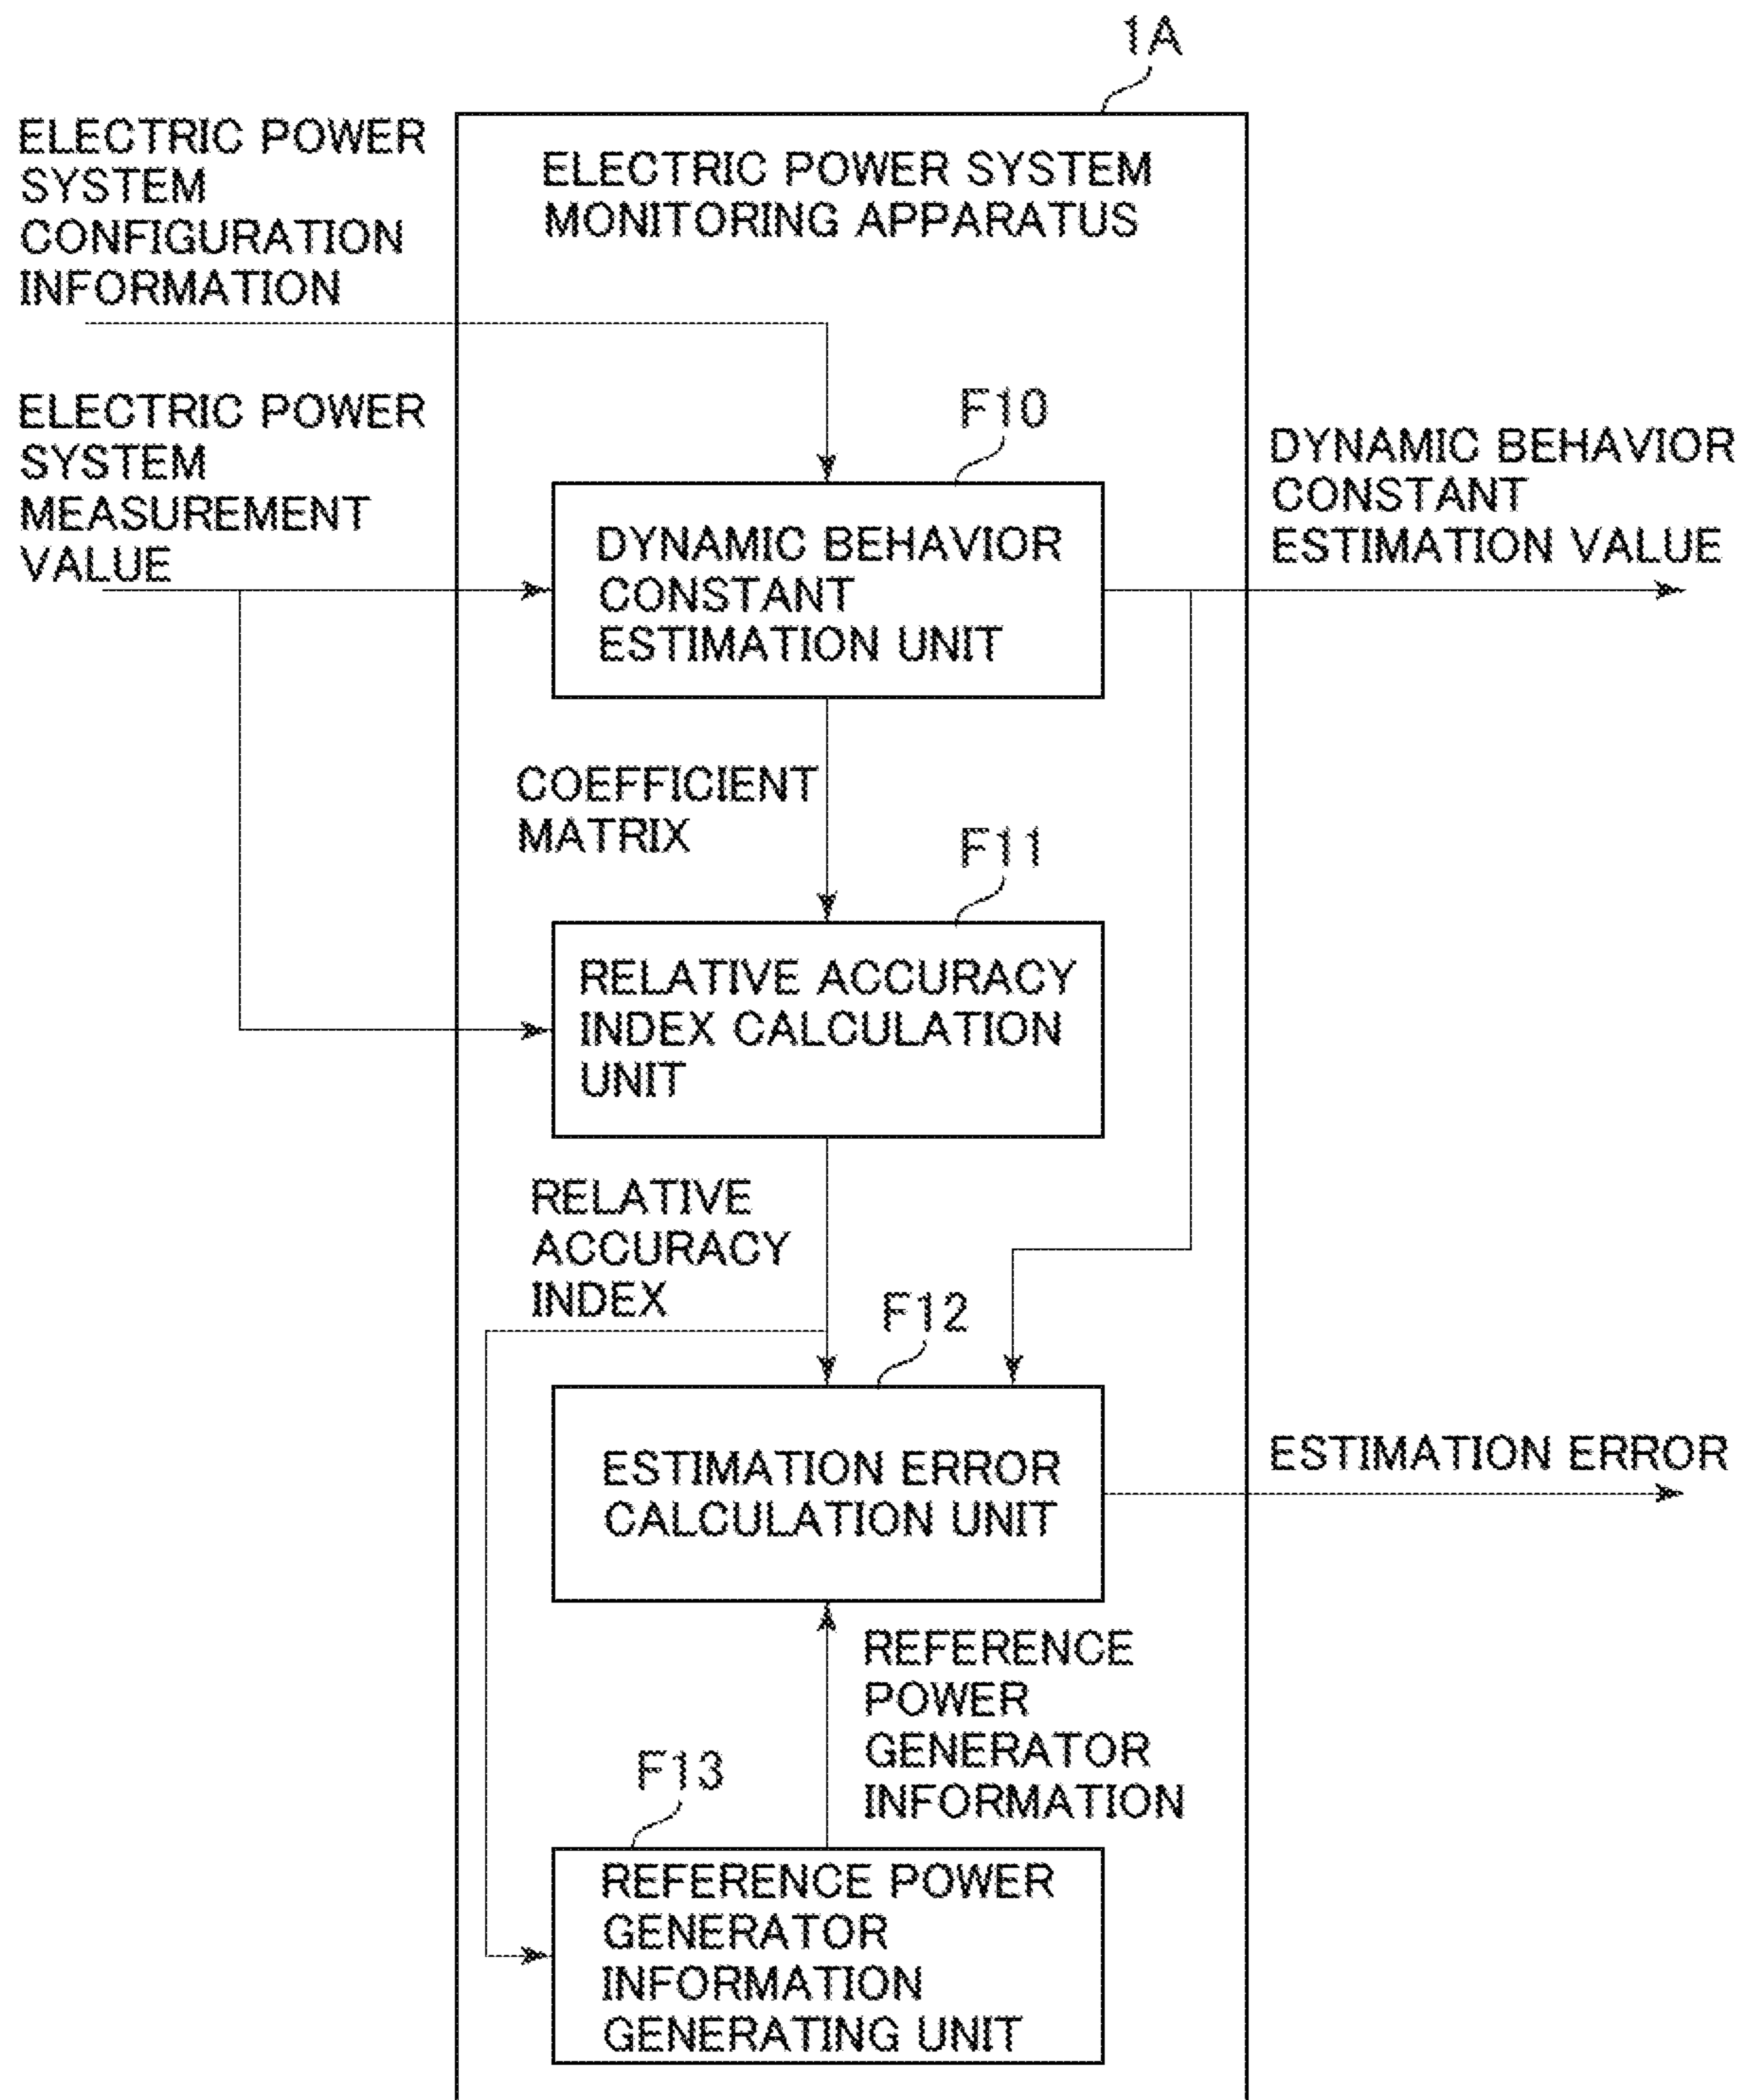 1A
ELECTRIC POWER
SYSTEM
CONFIGURATION
INFORMATION
ELECTRIC POWER SYSTEM
MONITORING APPARATUS
ELECTRIC POWER
SYSTEM
MEASUREMENT
VALUE
F10
DYNAMIC BEHAVIOR
CONSTANT
ESTIMATION UNIT
DYNAMIC BEHAVIOR
CONSTANT
ESTIMATION VALUE
COEFFICIENT
MATRIX
F11
RELATIVE ACCURACY
INDEX CALCULATION
UNIT
RELATIVE
ACCURACY
INDEX
F12
ESTIMATION ERROR
CALCULATION UNIT
ESTIMATION ERROR
REFERENCE
POWER
GENERATOR
INFORMATION
F13
REFERENCE POWER
GENERATOR
INFORMATION
GENERATING UNIT